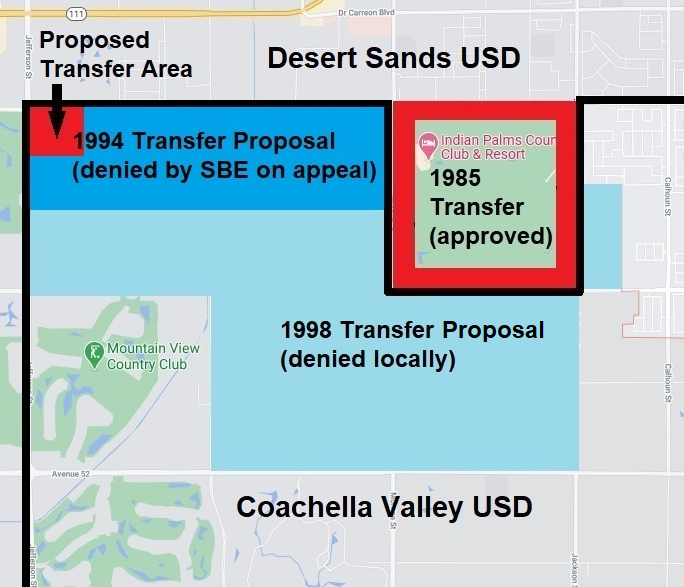 111
Dr Carreon Blvd
Jefferson St
Proposed
Transfer Area
Desert Sands USD
1994 Transfer Proposal
(denied by SBE on appeal)
Indian Palms Coun
Club & Resort
1985
Transfer
(approved)
Calhoun St
1998 Transfer Proposal
(denied locally)
Mountain View
Country Club
Calhoun St
Avenue 52
Coachella Valley USD
Jefferson St
Jackson